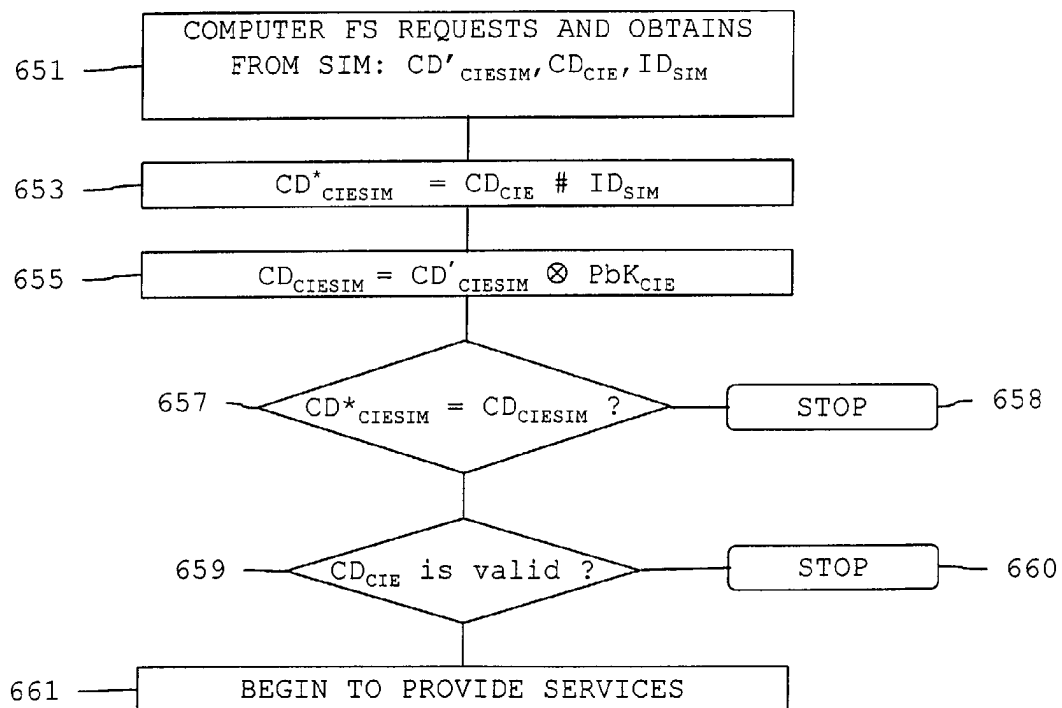 COMPUTER FS REQUESTS AND OBTAINS
651 FROM SIM: CD'CIESIM, CDCIE, IDSIM
653 CD*CIESIM = CDCIE # IDSIM
655 CDCIESIM = CD'CIESIM ⊗ PbKCIE
657 CD*CIESIM = CDCIESIM ? STOP 658
659 CDCIE is valid ? STOP 660
661 BEGIN TO PROVIDE SERVICES